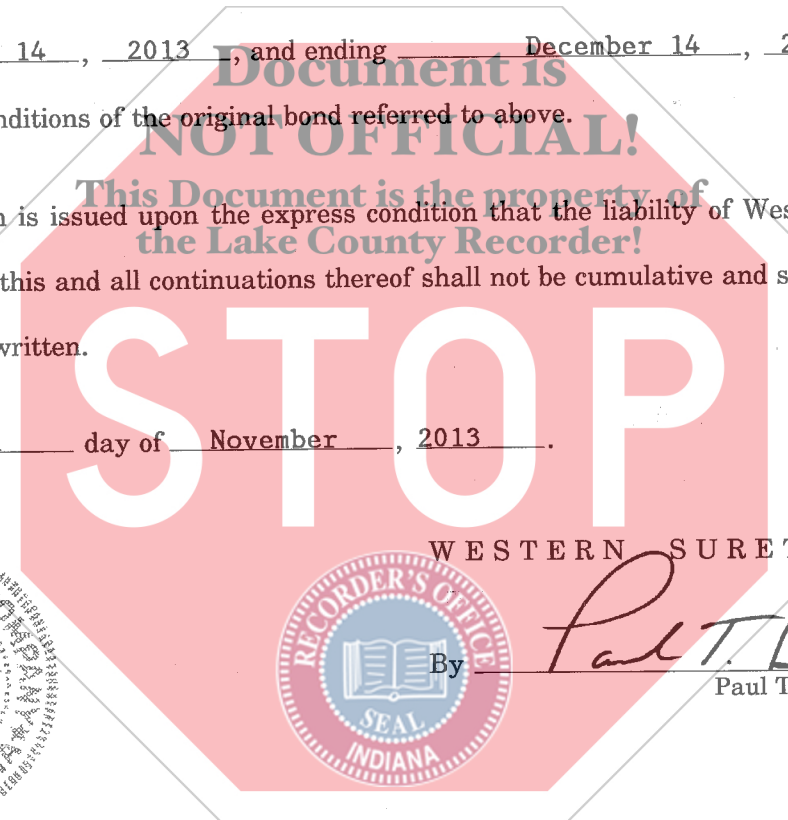 14 , 2013 , and ending December 14 , 2
Document is
nditions of the original bond referred to above.
NOT OFFICIAL!
This Document is the property of
n is issued upon the express condition that the liability of Wes
the Lake County Recorder!
this and all continuations thereof shall not be cumulative and s
written.
STOP
day of November , 2013 .
WESTERN SURET
RECORDER'S OFFICE
By Paul T.
Paul T
SEAL
INDIANA